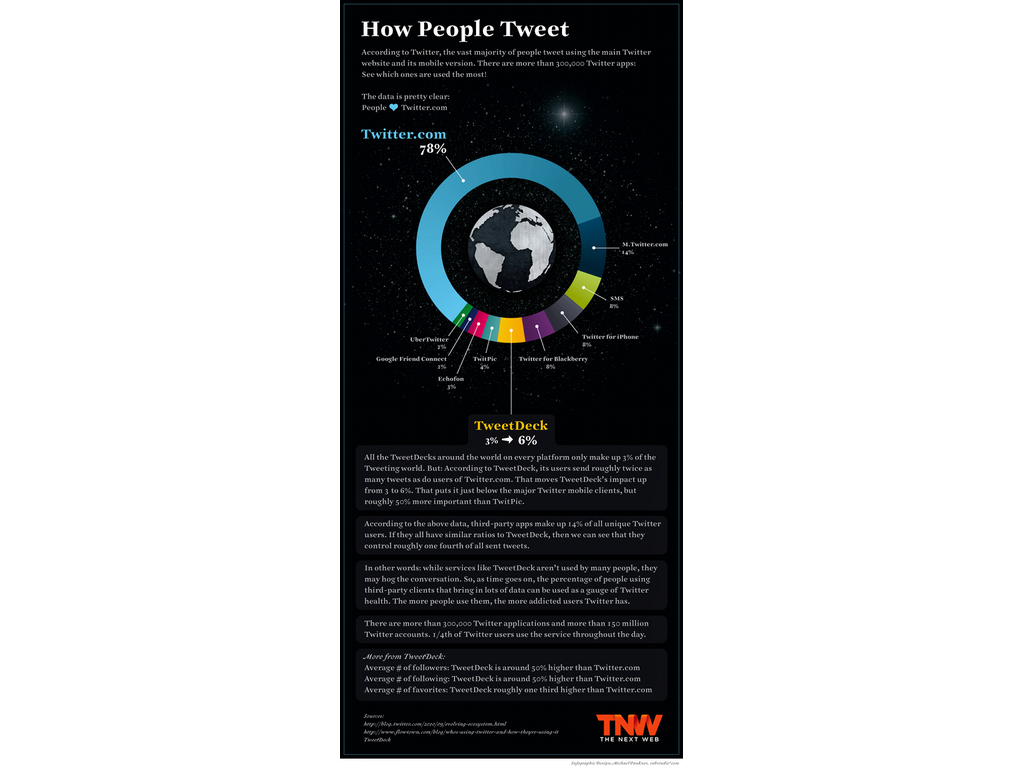 How People Tweet
According to Twitter, the vast majority of people tweet using the main Twitter
website and its mobile version. There are more than 300,000 Twitter apps:
See which ones are used the most!
The data is pretty clear:
People Twitter.com
Twitter.com
78%
M.Twitter.com
14%
SMS
8%
Twitter for iPhone
8%
Twitter for Blackberry
8%
TwitPic
4%
Echofon
3%
Google Friend Connect
UberTwitter
TweetDeck
3% → 6%
All the TweetDecks around the world on every platform only make up 3% of the
Tweeting world. But: According to TweetDeck, its users send roughly twice as
many tweets as do users of Twitter.com. That moves TweetDeck's impact up
from 3 to 6%. That puts it just below the major Twitter mobile clients, but
roughly 50% more important than TwitPic.
According to the above data, third-party apps make up 14% of all unique Twitter
users. If they all have similar ratios to TweetDeck, then we can see that they
control roughly one fourth of all sent tweets.
In other words: while services like TweetDeck aren't used by many people, they
may hog the conversation. So, as time goes on, the percentage of people using
third-party clients that bring in lots of data can be used as a gauge of Twitter
health. The more people use them, the more addicted users Twitter has.
There are more than 300,000 Twitter applications and more than 150 million
Twitter accounts. 1/4th of Twitter users use the service throughout the day.
More from TweetDeck:
Average # of followers: TweetDeck is around 50% higher than Twitter.com
Average # of following: TweetDeck is around 50% higher than Twitter.com
Average # of favorites: TweetDeck roughly one third higher than Twitter.com
Sources:
http://blog.twitter.com/2010/09/evolving-ecosystem.html
http://www.flowtown.com/blog/whos-using-twitter-and-how-theyre-using-it
TweetDeck
TNW
THE NEXT WEB
Infographic Design: